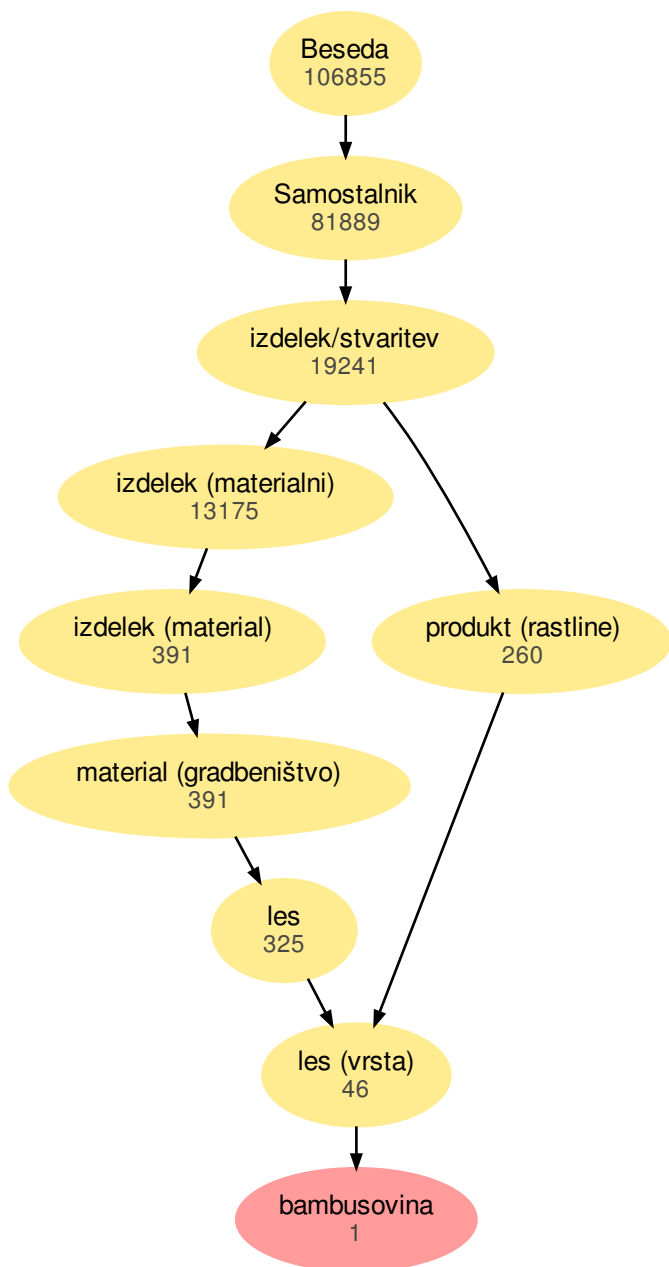 Beseda
106855
Samostalnik
81889
izdelek/stvaritev
19241
izdelek (materialni)
13175
izdelek (material)
391
produkt (rastline)
260
material (gradbeništvo)
391
les
325
les (vrsta)
46
bambusovina
1